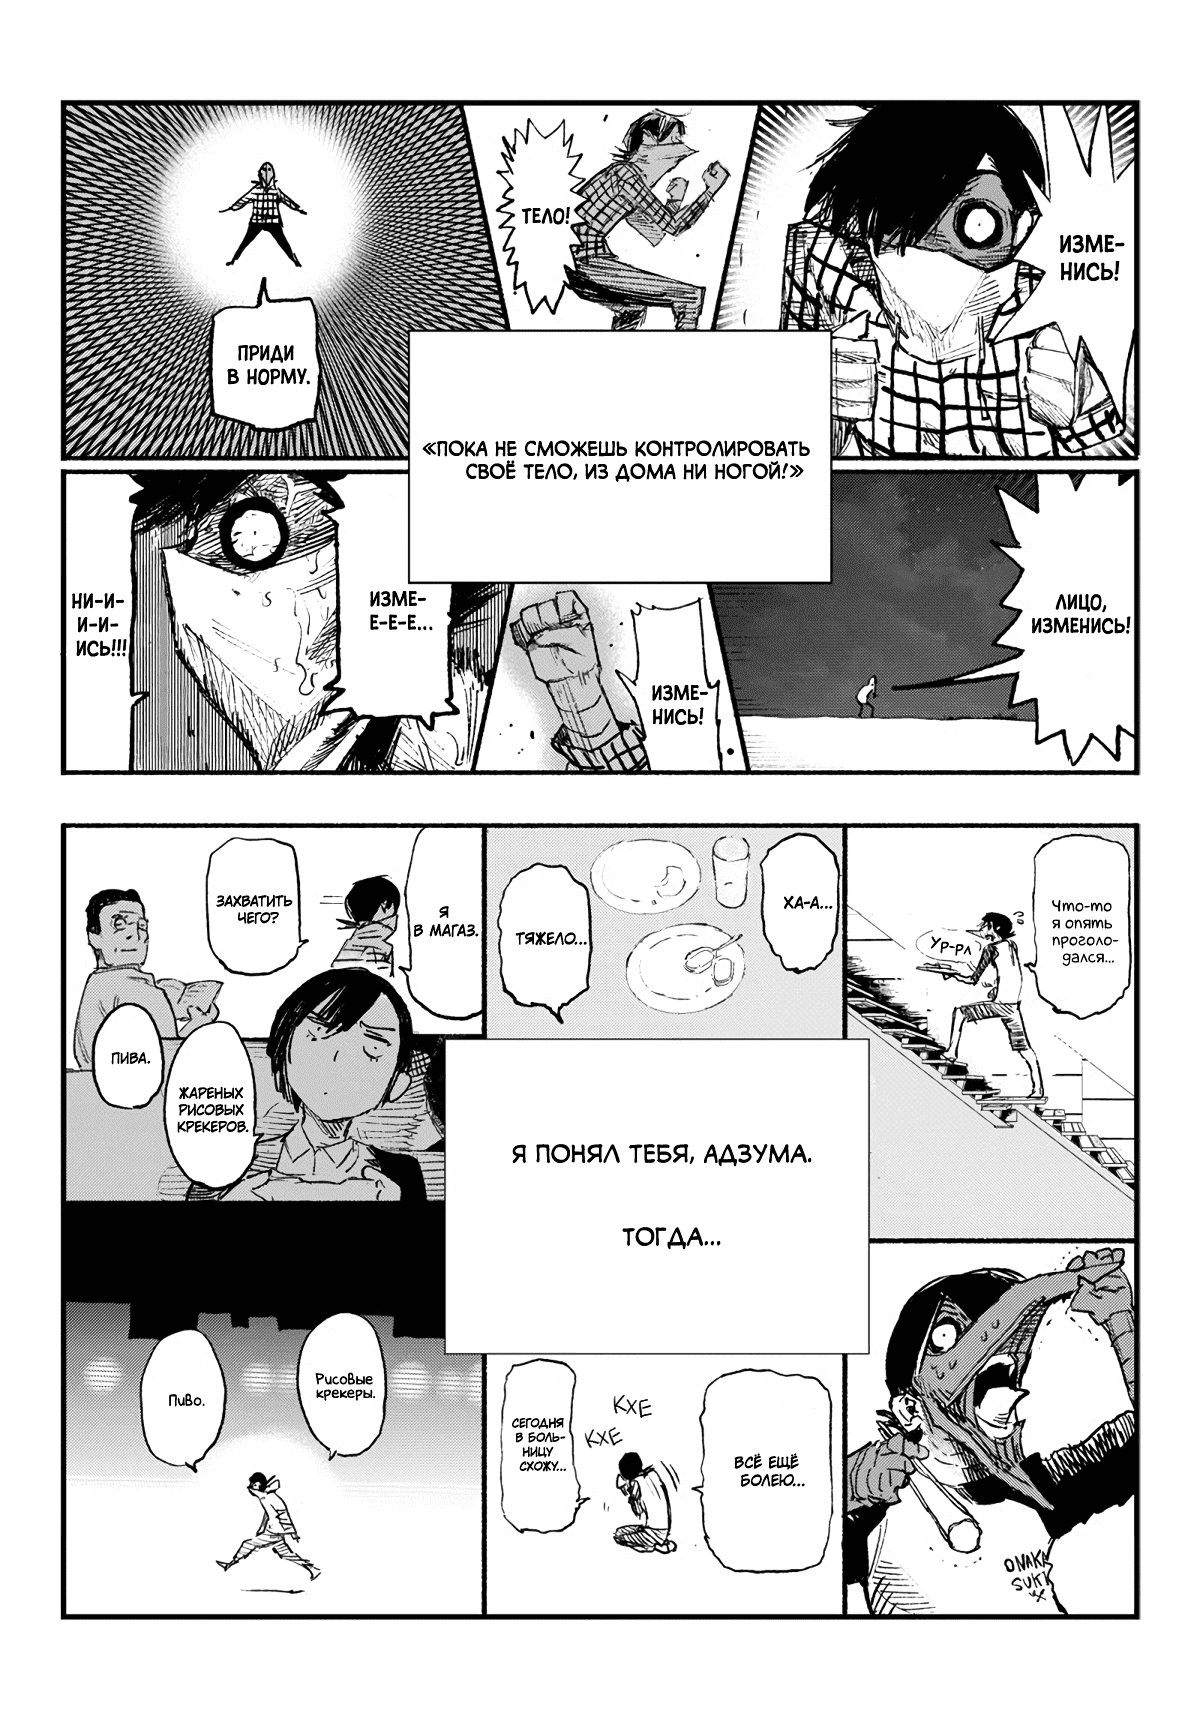 ИЗМЕ-
НИСЬ!
ТЕЛО!
ПРИДИ
В НОРМУ.
«ПОКА НЕ СМОЖЕШЬ КОНТРОЛИРОВАТЬ
СВОЁ ТЕЛО, ИЗ ДОМА НИ НОГОЙ!»
ЛИЦО,
ИЗМЕНИСЬ!
ИЗМЕ-
НИСЬ!
ИЗМЕ-
Е-Е-Е...
НИ-И-
И-И-
ИСЬ!!!
Что-то
я опять
проголо-
дался...
УР-РЛ
ХА-А...
ТЯЖЕЛО...
Я
В МАГАЗ.
ЗАХВАТИТЬ
ЧЕГО?
ЖАРЕНЫХ
РИСОВЫХ
КРЕКЕРОВ.
ПИВА.
Я ПОНЯЛ ТЕБЯ, АДЗУМА.
ТОГДА...
ONAKA
SUKI
ВСЁ ЕЩЁ
БОЛЕЮ...
КХЕ
КХЕ
СЕГОДНЯ
В БОЛЬ-
НИЦУ
СХОЖУ...
Рисовые
крекеры.
Пиво.